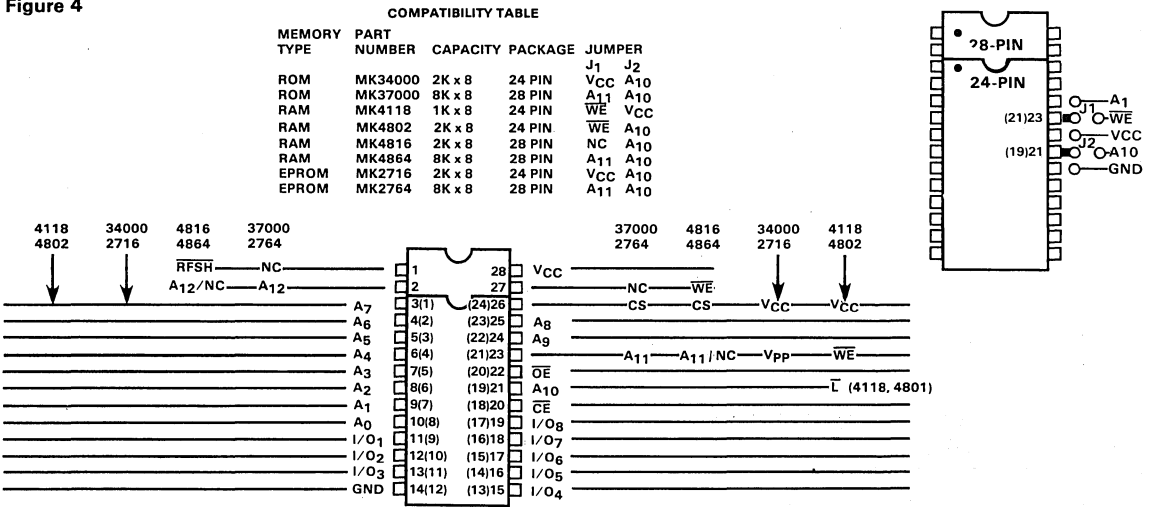 Figure 4
COMPATIBILITY TABLE
MEMORY TYPE PART NUMBER CAPACITY PACKAGE JUMPER
J1 J2
ROM MK34000 2K x 8 24 PIN VCC A10
ROM MK37000 8K x 8 28 PIN A11 A10
RAM MK4118 1K x 8 24 PIN W̅E̅ VCC
RAM MK4802 2K x 8 24 PIN W̅E̅ A10
RAM MK4816 2K x 8 28 PIN NC A10
RAM MK4864 8K x 8 28 PIN A11 A10
EPROM MK2716 2K x 8 24 PIN VCC A10
EPROM MK2764 8K x 8 28 PIN A11 A10
28-PIN
24-PIN
A1
(21)23 J1 W̅E̅
VCC
(19)21 J2 A10
GND
4118 34000 4816 37000
4802 2716 4864 2764
37000 4816 34000 4118
2764 4864 2716 4802
R̅F̅S̅H̅ NC 1 28 VCC
A12/NC A12 2 27 NC W̅E̅
A7 3(1) (24)26 CS CS VCC VCC
A6 4(2) (23)25 A8
A5 5(3) (22)24 A9
A4 6(4) (21)23 A11 A11/NC VPP W̅E̅
A3 7(5) (20)22 O̅E̅
A2 8(6) (19)21 A10 L̅ (4118, 4801)
A1 9(7) (18)20 C̅E̅
A0 10(8) (17)19 I/O8
I/O1 11(9) (16)18 I/O7
I/O2 12(10) (15)17 I/O6
I/O3 13(11) (14)16 I/O5
GND 14(12) (13)15 I/O4